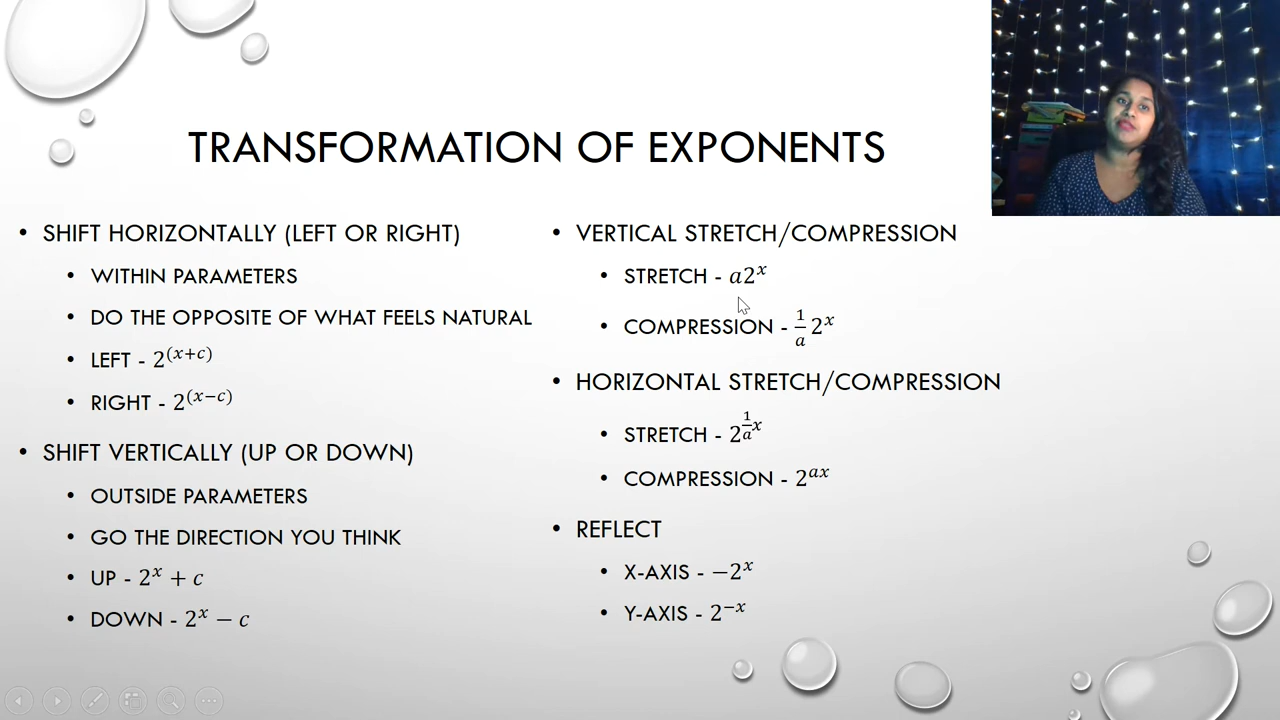 TRANSFORMATION OF EXPONENTS
• SHIFT HORIZONTALLY (LEFT OR RIGHT)
• WITHIN PARAMETERS
• DO THE OPPOSITE OF WHAT FEELS NATURAL
• LEFT - 2^(x+c)
• RIGHT - 2^(x−c)
• SHIFT VERTICALLY (UP OR DOWN)
• OUTSIDE PARAMETERS
• GO THE DIRECTION YOU THINK
• UP - 2^x + c
• DOWN - 2^x − c
• VERTICAL STRETCH/COMPRESSION
• STRETCH - a2^x
• COMPRESSION - 1/a 2^x
• HORIZONTAL STRETCH/COMPRESSION
• STRETCH - 2^(1/a x)
• COMPRESSION - 2^ax
• REFLECT
• X-AXIS - −2^x
• Y-AXIS - 2^−x